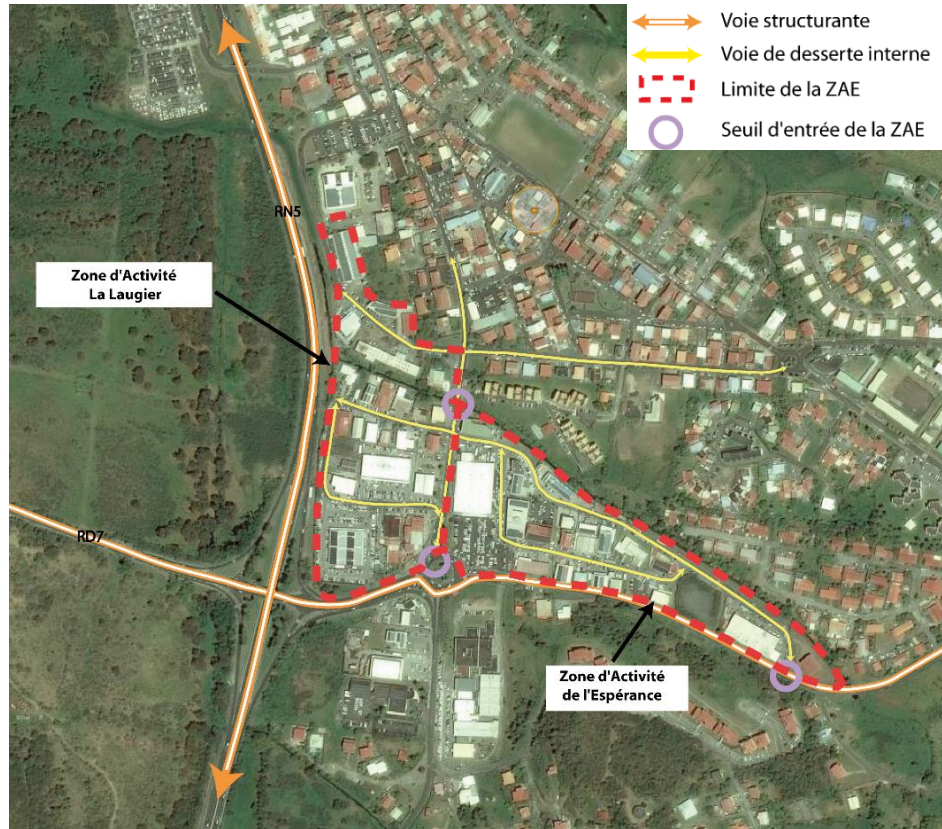 Voie structurante
Voie de desserte interne
Limite de la ZAE
Seuil d'entrée de la ZAE
RN5
Zone d'Activité
La Laugier
RD7
Zone d'Activité
de l'Espérance